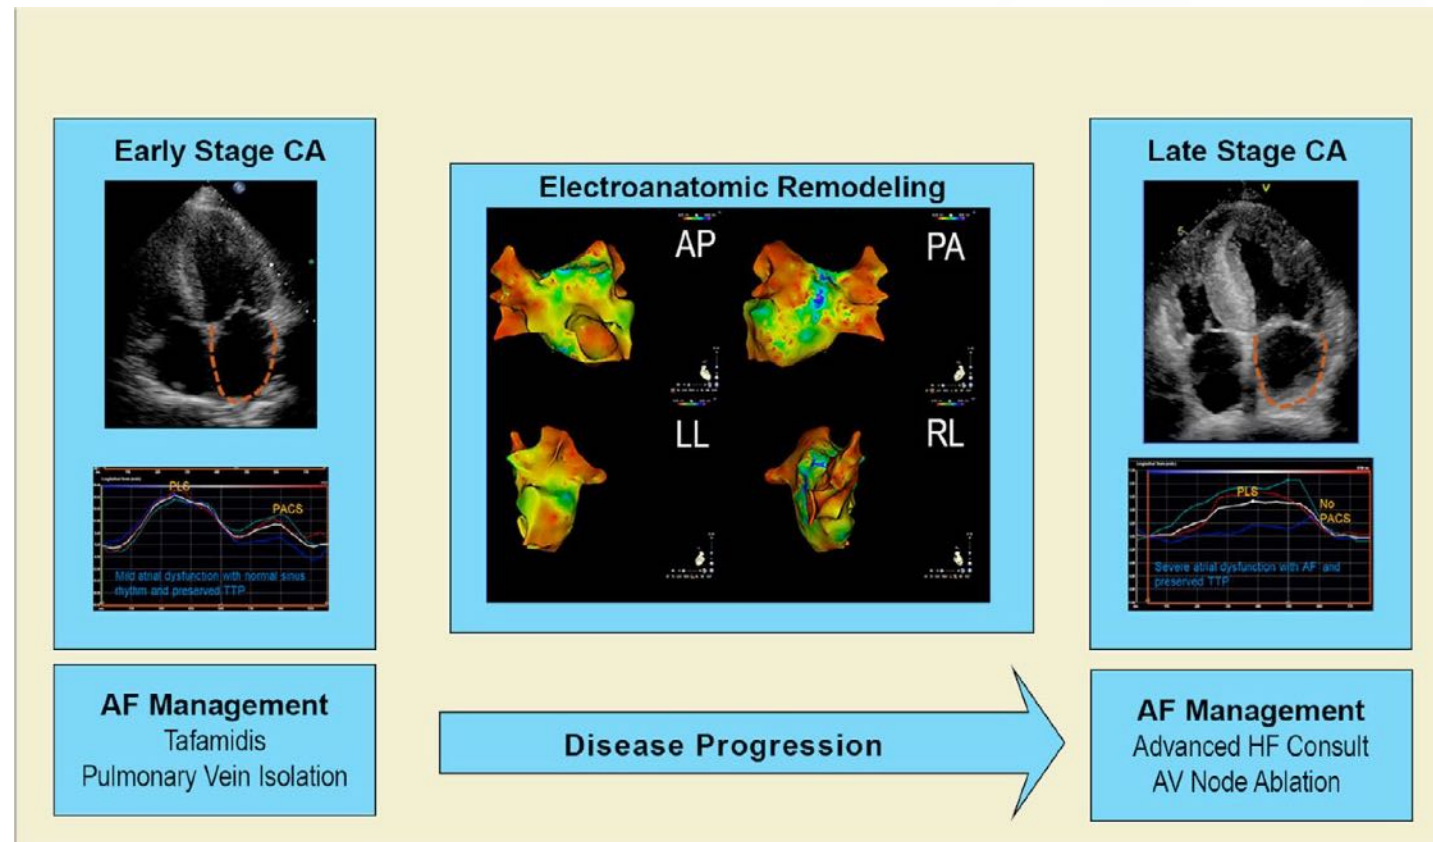 Early Stage CA
PLS
PACS
Mild atrial dysfunction with normal sinus
rhythm and preserved TTP
AF Management
Tafamidis
Pulmonary Vein Isolation
Electroanatomic Remodeling
AP
PA
LL
RL
Disease Progression
Late Stage CA
V
5
PLS
No
PACS
Severe atrial dysfunction with AF and
preserved TTP
AF Management
Advanced HF Consult
AV Node Ablation